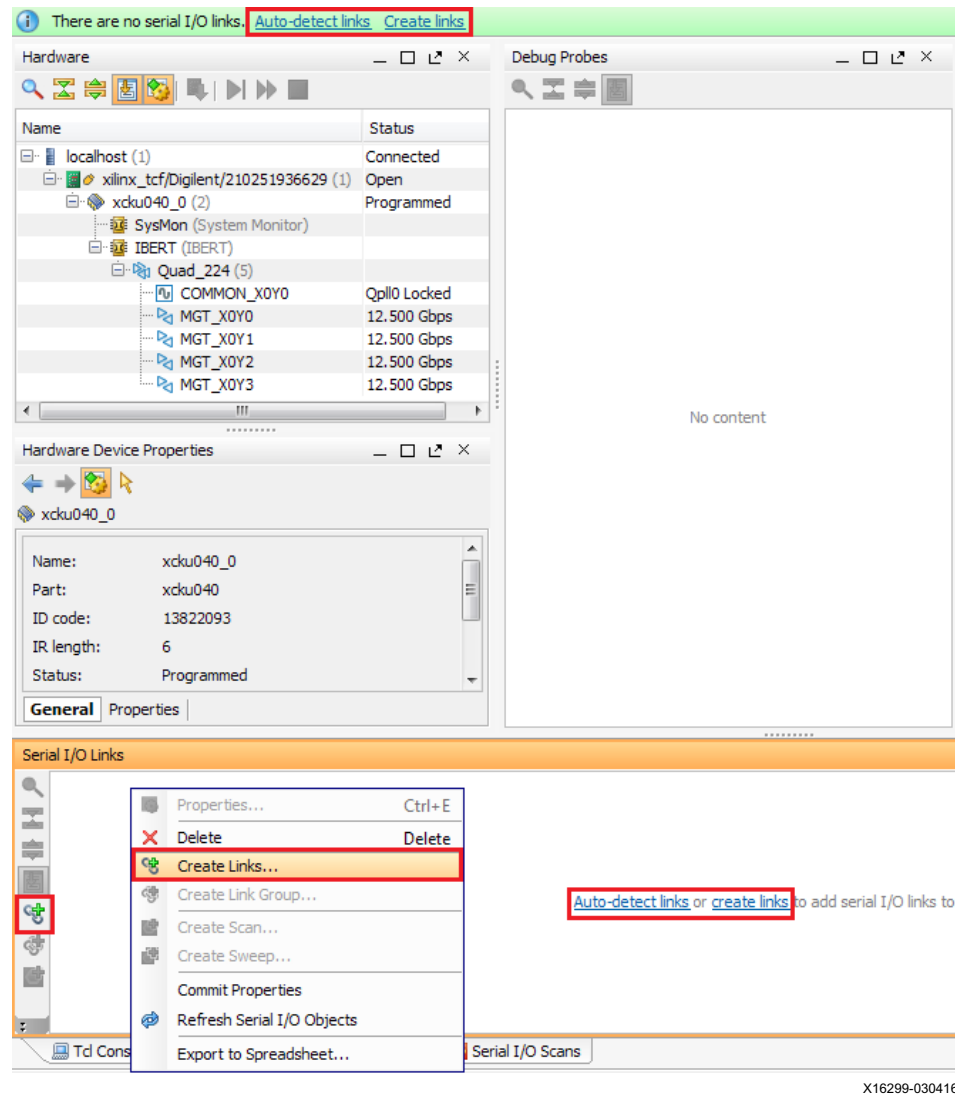 There are no serial I/O links. Auto-detect links Create links
Hardware
Debug Probes
Name Status
localhost (1) Connected
xilinx_tcf/Digilent/210251936629 (1) Open
xcku040_0 (2) Programmed
SysMon (System Monitor)
IBERT (IBERT)
Quad_224 (5)
COMMON_X0Y0 Qpll0 Locked
MGT_X0Y0 12.500 Gbps
MGT_X0Y1 12.500 Gbps
MGT_X0Y2 12.500 Gbps
MGT_X0Y3 12.500 Gbps
No content
Hardware Device Properties
xcku040_0
Name: xcku040_0
Part: xcku040
ID code: 13822093
IR length: 6
Status: Programmed
General Properties
Serial I/O Links
Properties... Ctrl+E
Delete Delete
Create Links...
Create Link Group...
Create Scan...
Create Sweep...
Commit Properties
Refresh Serial I/O Objects
Export to Spreadsheet...
Auto-detect links or create links to add serial I/O links to
Tcl Cons
Serial I/O Scans
X16299-030416